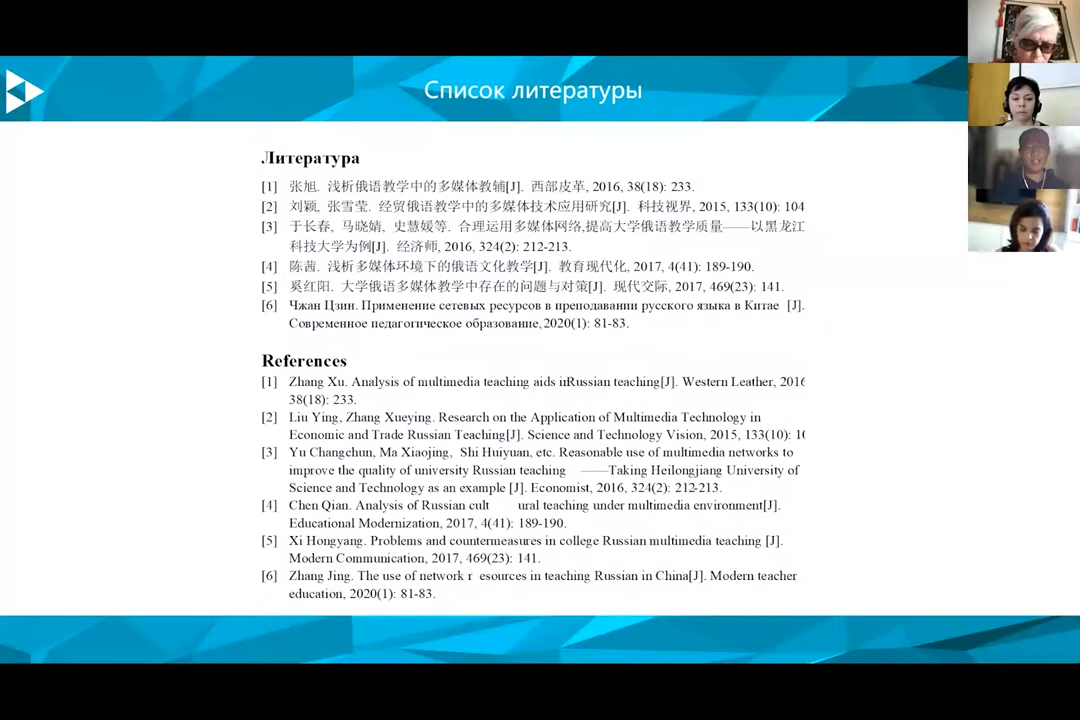 Список литературы
Литература
[1] 张旭. 浅析俄语教学中的多媒体教辅[J]. 西部皮革, 2016, 38(18): 233.
[2] 刘颖, 张雪莹. 经贸俄语教学中的多媒体技术应用研究[J]. 科技视界, 2015, 133(10): 104
[3] 于长春, 马晓婧, 史慧媛等. 合理运用多媒体网络,提高大学俄语教学质量——以黑龙江
科技大学为例[J]. 经济师, 2016, 324(2): 212-213.
[4] 陈茜. 浅析多媒体环境下的俄语文化教学[J]. 教育现代化, 2017, 4(41): 189-190.
[5] 奚红阳. 大学俄语多媒体教学中存在的问题与对策[J]. 现代交际, 2017, 469(23): 141.
[6] Чжан Цзин. Применение сетевых ресурсов в преподавании русского языка в Китае [J].
Современное педагогическое образование, 2020(1): 81-83.
References
[1] Zhang Xu. Analysis of multimedia teaching aids in Russian teaching[J]. Western Leather, 2016
38(18): 233.
[2] Liu Ying, Zhang Xueying. Research on the Application of Multimedia Technology in
Economic and Trade Russian Teaching[J]. Science and Technology Vision, 2015, 133(10): 10
[3] Yu Changchun, Ma Xiaojing, Shi Huiyuan, etc. Reasonable use of multimedia networks to
improve the quality of university Russian teaching ——Taking Heilongjiang University of
Science and Technology as an example [J]. Economist, 2016, 324(2): 212-213.
[4] Chen Qian. Analysis of Russian cult ural teaching under multimedia environment[J].
Educational Modernization, 2017, 4(41): 189-190.
[5] Xi Hongyang. Problems and countermeasures in college Russian multimedia teaching [J].
Modern Communication, 2017, 469(23): 141.
[6] Zhang Jing. The use of network r esources in teaching Russian in China[J]. Modern teacher
education, 2020(1): 81-83.